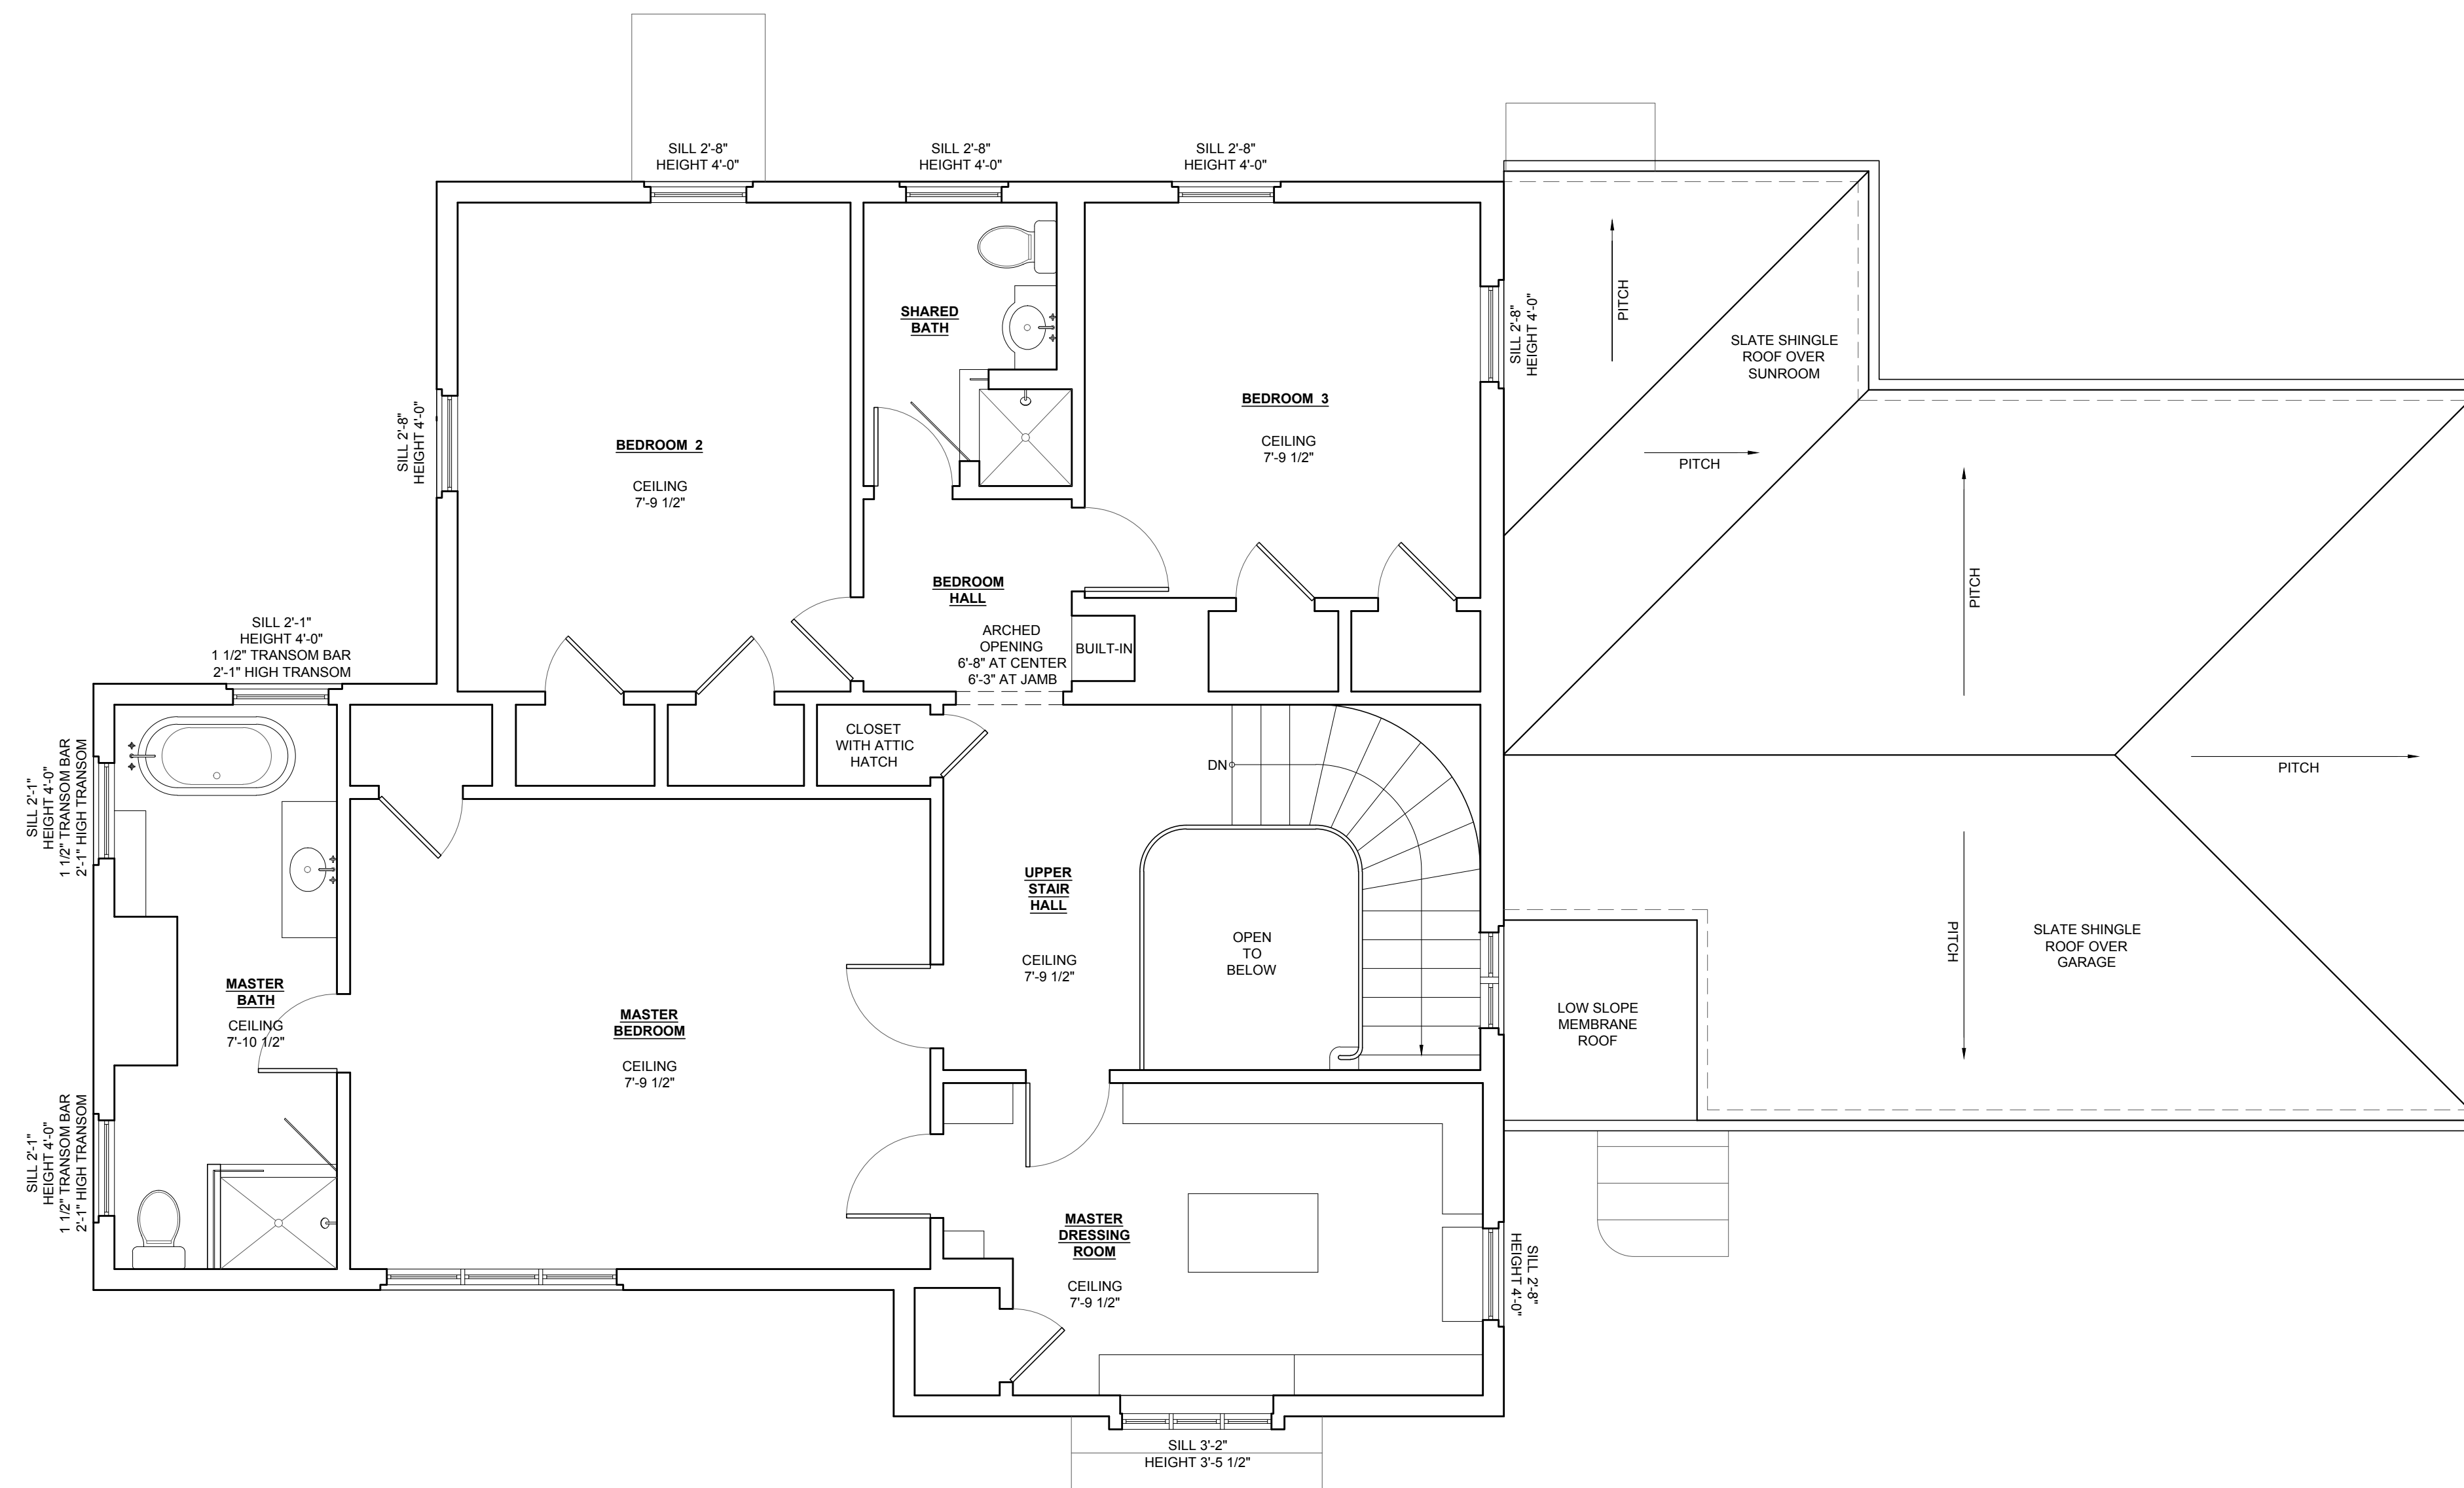 SILL 2'-8"
HEIGHT 4'-0"
SILL 2'-8"
HEIGHT 4'-0"
SILL 2'-8"
HEIGHT 4'-0"
SHARED
BATH
SILL 2'-8"
HEIGHT 4'-0"
PITCH
SLATE SHINGLE
ROOF OVER
SUNROOM
SILL 2'-8"
HEIGHT 4'-0"
BEDROOM 2
CEILING
7'-9 1/2"
BEDROOM 3
CEILING
7'-9 1/2"
PITCH
BEDROOM
HALL
PITCH
SILL 2'-1"
HEIGHT 4'-0"
1 1/2" TRANSOM BAR
2'-1" HIGH TRANSOM
ARCHED
OPENING
6'-8" AT CENTER
6'-3" AT JAMB
BUILT-IN
CLOSET
WITH ATTIC
HATCH
DN
PITCH
SILL 2'-1"
HEIGHT 4'-0"
1 1/2" TRANSOM BAR
2'-1" HIGH TRANSOM
UPPER
STAIR
HALL
CEILING
7'-9 1/2"
OPEN
TO
BELOW
PITCH
SLATE SHINGLE
ROOF OVER
GARAGE
MASTER
BATH
CEILING
7'-10 1/2"
MASTER
BEDROOM
CEILING
7'-9 1/2"
LOW SLOPE
MEMBRANE
ROOF
SILL 2'-1"
HEIGHT 4'-0"
1 1/2" TRANSOM BAR
2'-1" HIGH TRANSOM
MASTER
DRESSING
ROOM
CEILING
7'-9 1/2"
SILL 2'-8"
HEIGHT 4'-0"
SILL 3'-2"
HEIGHT 3'-5 1/2"